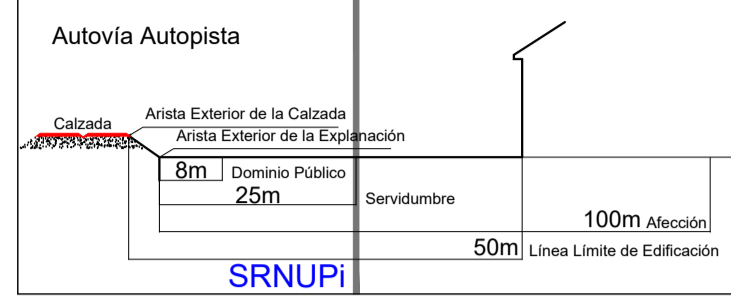 Autovía Autopista
Calzada
Arista Exterior de la Calzada
Arista Exterior de la Explanación
8m Dominio Público
25m Servidumbre
100m Afección
50m Línea Límite de Edificación
SRNUPi